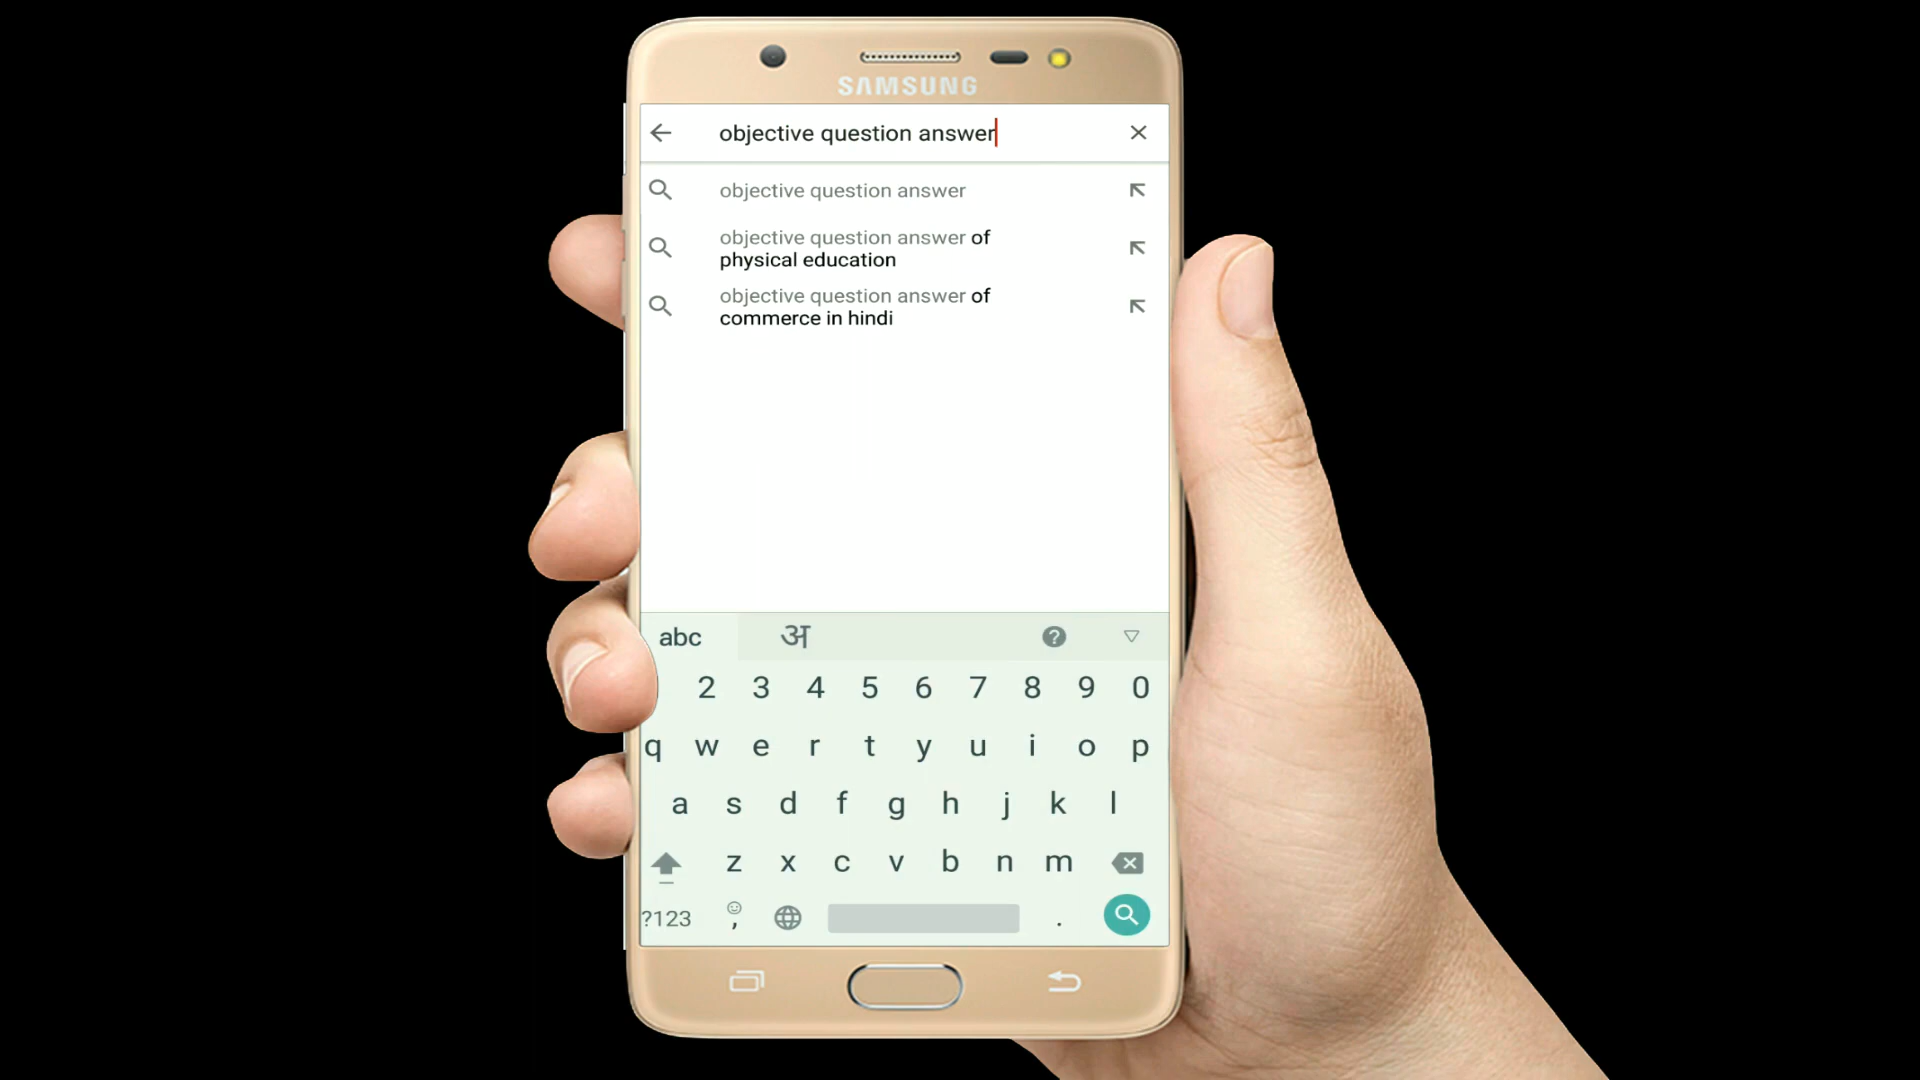 SAMSUNG
objective question answer
objective question answer
objective question answer of
physical education
objective question answer of
commerce in hindi
abc अ ?
2 3 4 5 6 7 8 9 0
q w e r t y u i o p
a s d f g h j k l
z x c v b n m
?123 , .